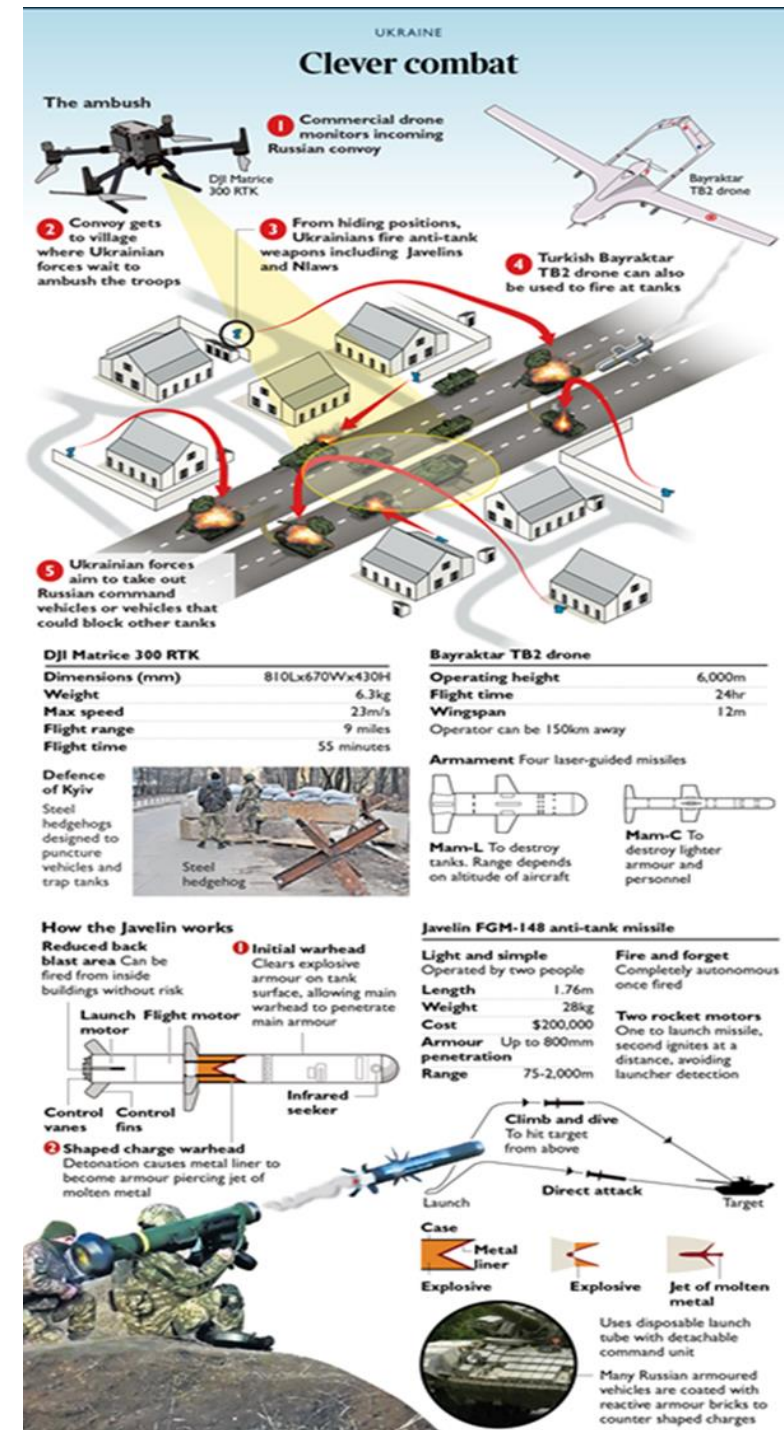 UKRAINE
Clever combat
The ambush
1 Commercial drone
monitors incoming
Russian convoy
DJI Matrice
300 RTK
Bayraktar
TB2 drone
2 Convoy gets
to village
where Ukrainian
forces wait to
ambush the troops
3 From hiding positions,
Ukrainians fire anti-tank
weapons including Javelins
and Nlaws
4 Turkish Bayraktar
TB2 drone can also
be used to fire at tanks
5 Ukrainian forces
aim to take out
Russian command
vehicles or vehicles that
could block other tanks
DJI Matrice 300 RTK
Dimensions (mm) 810Lx670Wx430H
Weight 6.3kg
Max speed 23m/s
Flight range 9 miles
Flight time 55 minutes
Bayraktar TB2 drone
Operating height 6,000m
Flight time 24hr
Wingspan 12m
Operator can be 150km away
Armament Four laser-guided missiles
Mam-L To destroy
tanks. Range depends
on altitude of aircraft
Mam-C To
destroy lighter
armour and
personnel
Defence
of Kyiv
Steel
hedgehogs
designed to
puncture
vehicles and
trap tanks
Steel
hedgehog
How the Javelin works
Reduced back
blast area Can be
fired from inside
buildings without risk
1 Initial warhead
Clears explosive
armour on tank
surface, allowing main
warhead to penetrate
main armour
Launch
motor
Flight motor
Control
vanes
Control
fins
Infrared
seeker
2 Shaped charge warhead
Detonation causes metal liner to
become armour piercing jet of
molten metal
Javelin FGM-148 anti-tank missile
Light and simple
Operated by two people
Length 1.76m
Weight 28kg
Cost $200,000
Armour Up to 800mm
penetration
Range 75-2,000m
Fire and forget
Completely autonomous
once fired
Two rocket motors
One to launch missile,
second ignites at a
distance, avoiding
launcher detection
Climb and dive
To hit target
from above
Direct attack
Launch
Target
Case
Metal
liner
Explosive
Explosive
Jet of molten
metal
Uses disposable launch
tube with detachable
command unit
Many Russian armoured
vehicles are coated with
reactive armour bricks to
counter shaped charges